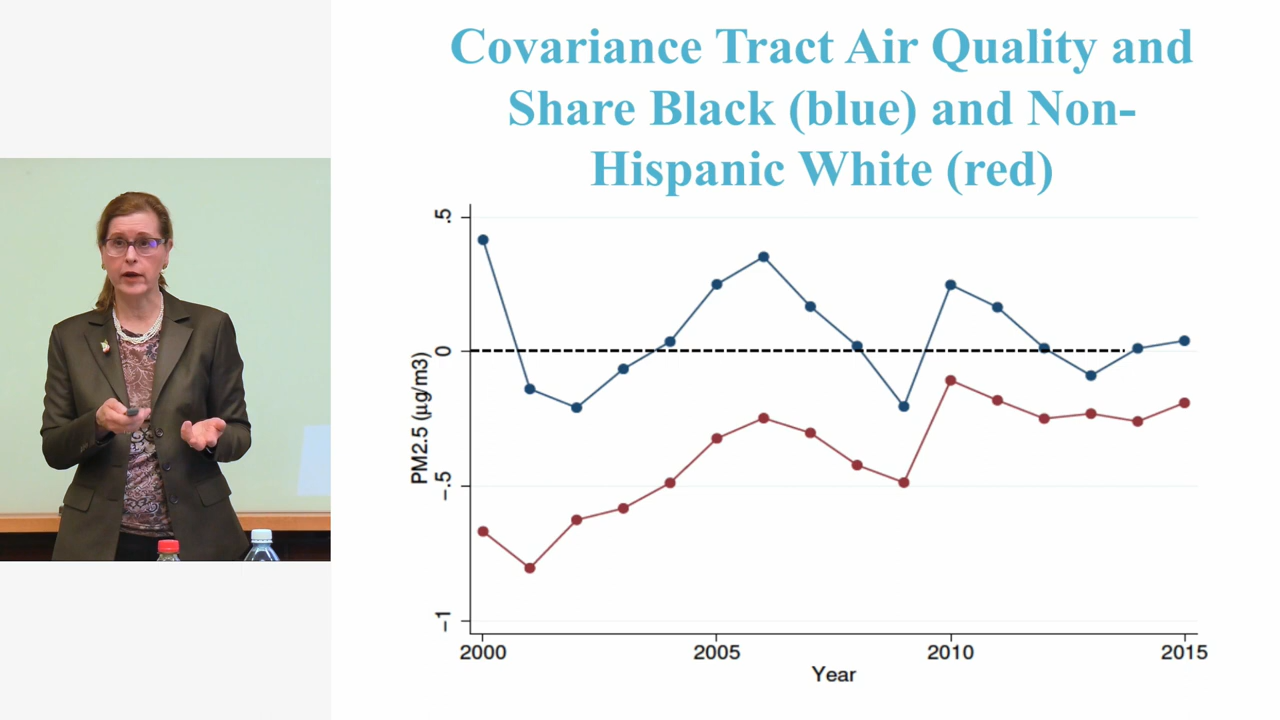 Covariance Tract Air Quality and
Share Black (blue) and Non-
Hispanic White (red)
.5
0
-.5
-1
PM2.5 (μg/m3)
2000 2005 2010 2015
Year